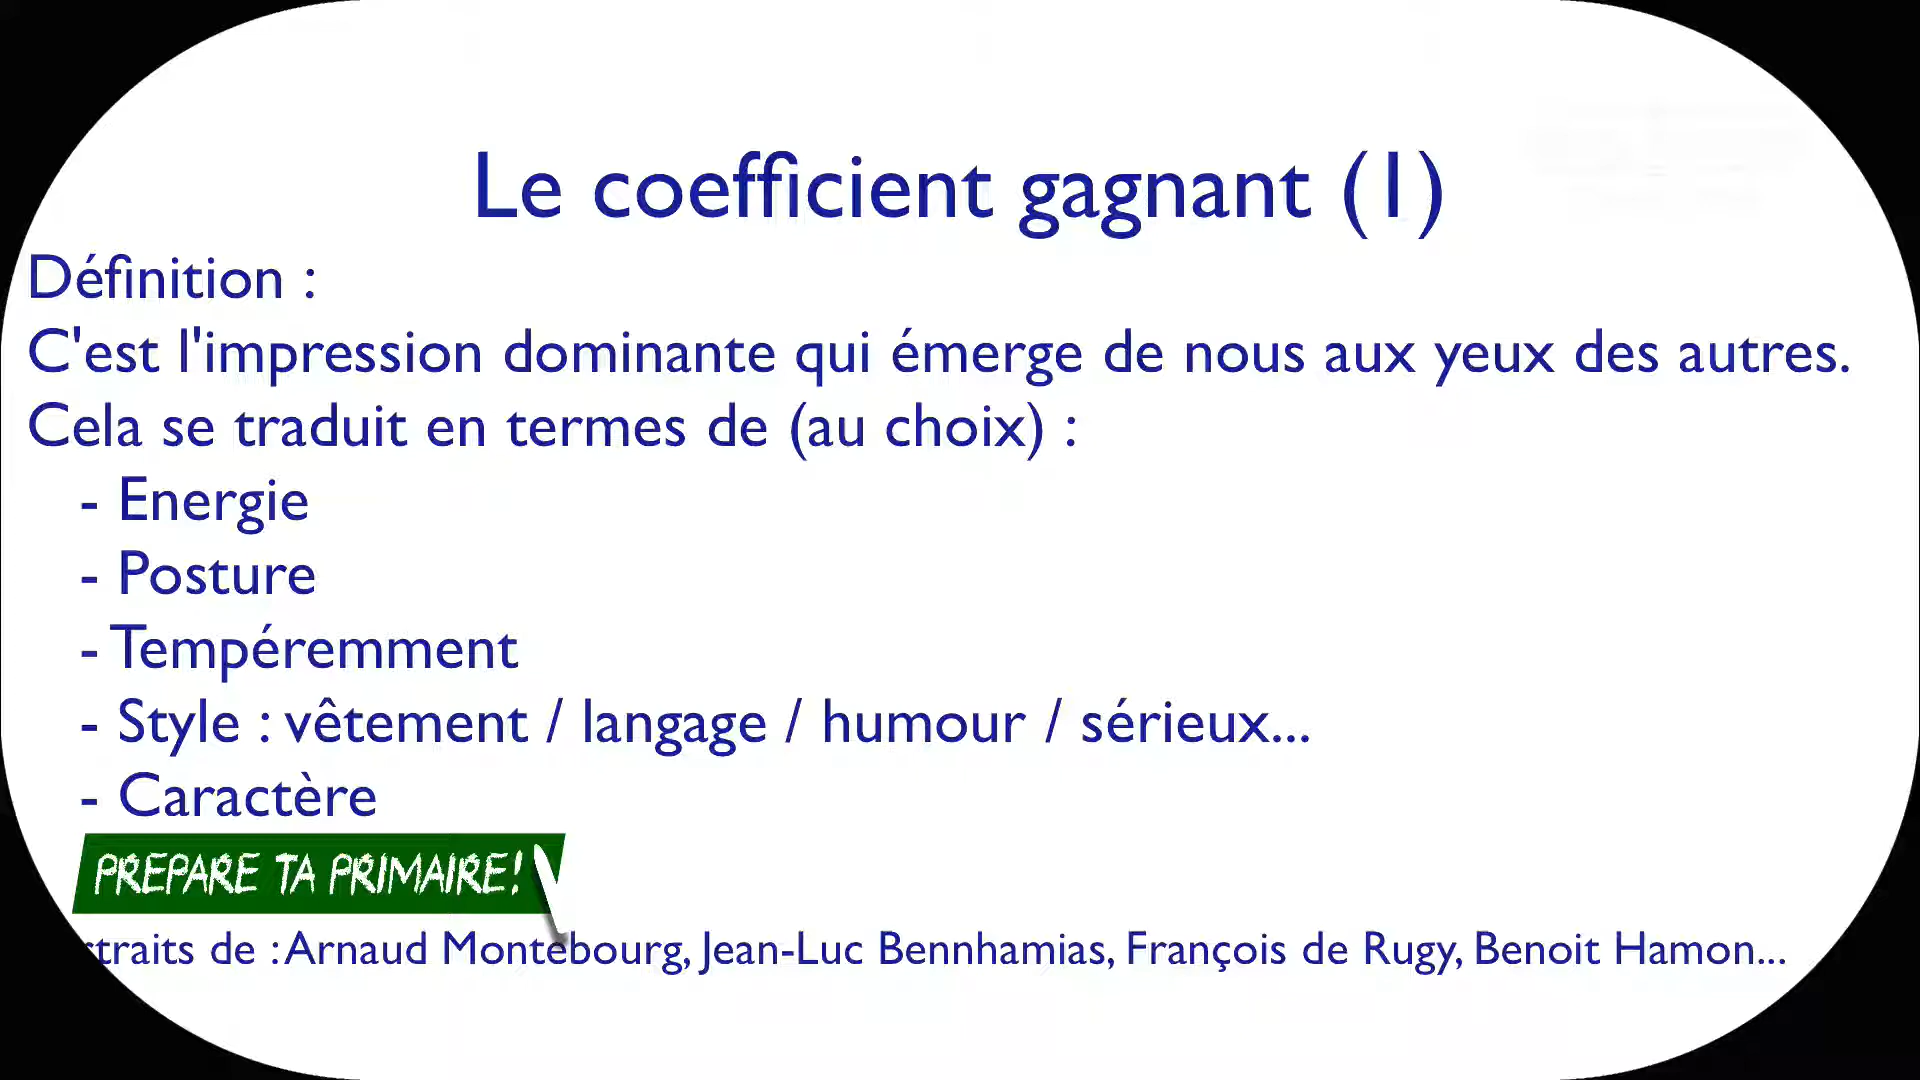 Le coefficient gagnant (1)
Définition :
C'est l'impression dominante qui émerge de nous aux yeux des autres.
Cela se traduit en termes de (au choix) :
- Energie
- Posture
- Tempéremment
- Style : vêtement / langage / humour / sérieux...
- Caractère
PREPARE TA PRIMAIRE!
de : Arnaud Montebourg, Jean-Luc Bennhamias, François de Rugy, Benoit Hamon...